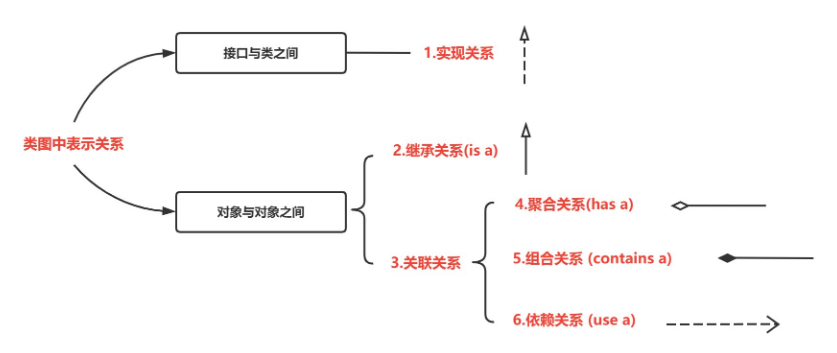 接口与类之间
1.实现关系
类图中表示关系
2.继承关系(is a)
对象与对象之间
4.聚合关系(has a)
3.关联关系
5.组合关系 (contains a)
6.依赖关系 (use a)